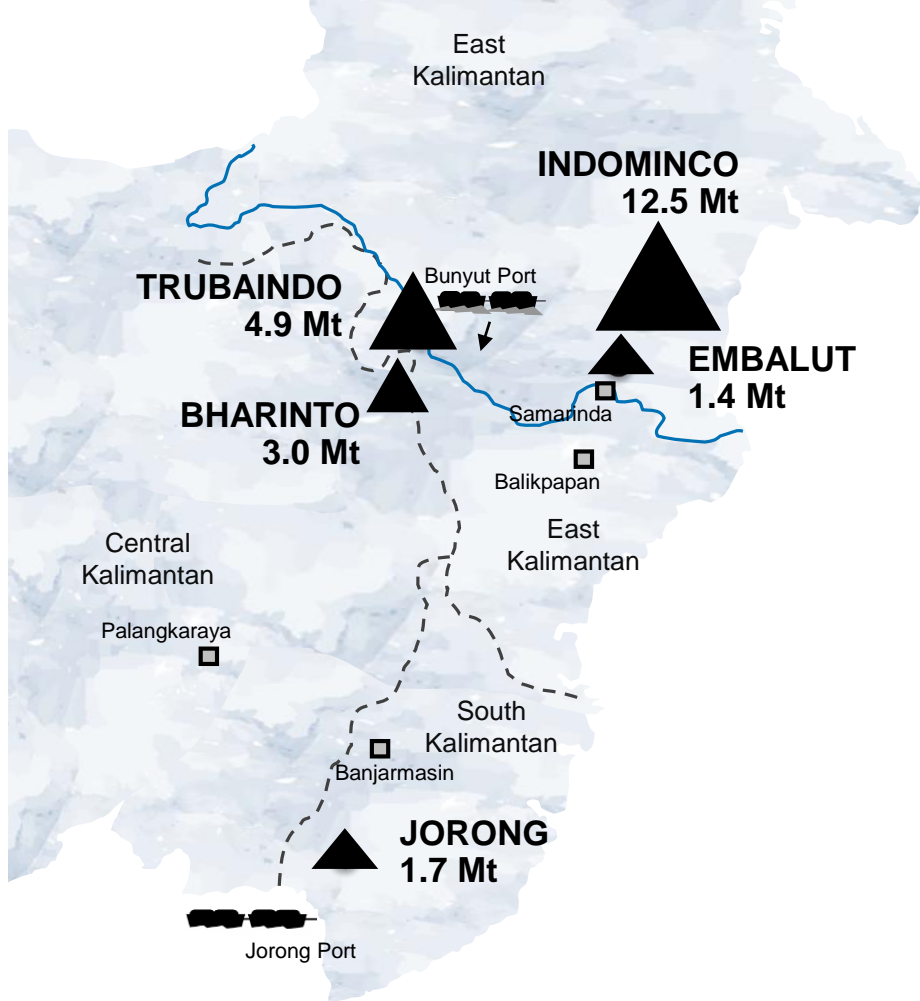 East
Kalimantan
INDOMINCO
12.5 Mt
Bunyut Port
TRUBAINDO
4.9 Mt
EMBALUT
1.4 Mt
BHARINTO
3.0 Mt
Samarinda
Balikpapan
East
Kalimantan
Central
Kalimantan
Palangkaraya
South
Kalimantan
Banjarmasin
JORONG
1.7 Mt
Jorong Port